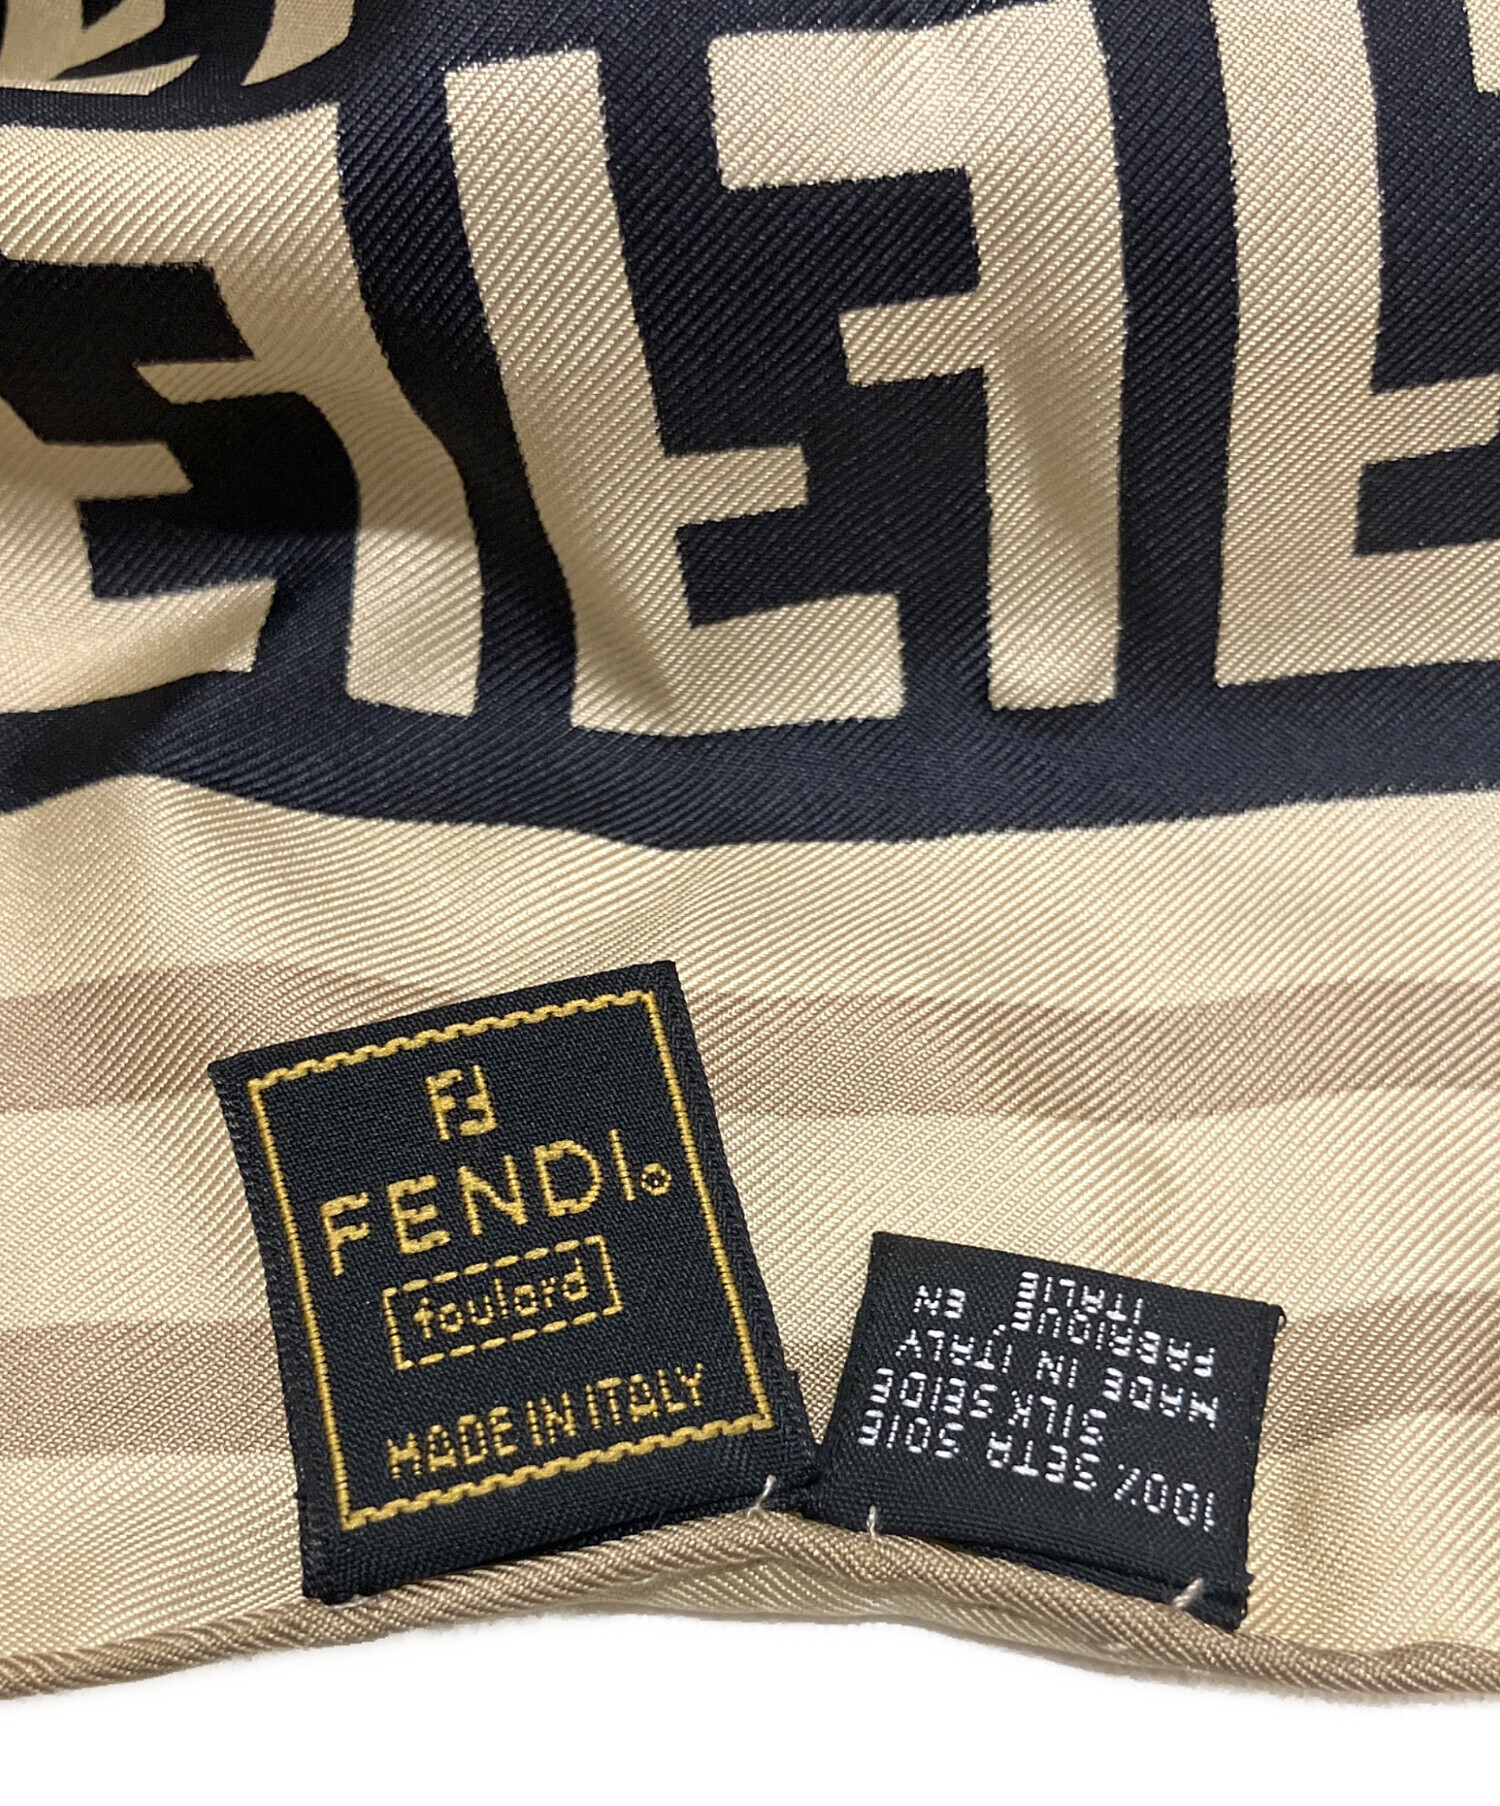 FF
FENDI®
foulard
MADE IN ITALY
100% SETA SOIE
SILK SEIDE
MADE IN ITALY
FABRIQUE EN
ITALIE